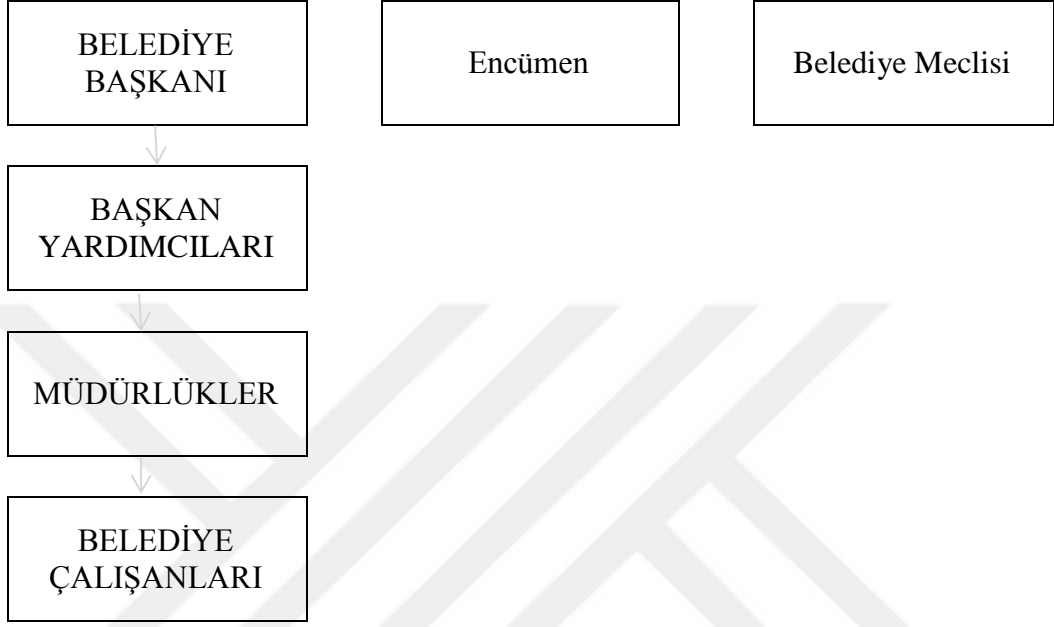 BELEDİYE
BAŞKANI
Encümen
Belediye Meclisi
BAŞKAN
YARDIMCILARI
MÜDÜRLÜKLER
BELEDİYE
ÇALIŞANLARI